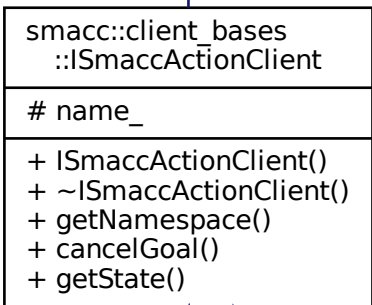 smacc::client_bases
::ISmaccActionClient
# name_
+ ISmaccActionClient()
+ ~ISmaccActionClient()
+ getNamespace()
+ cancelGoal()
+ getState()